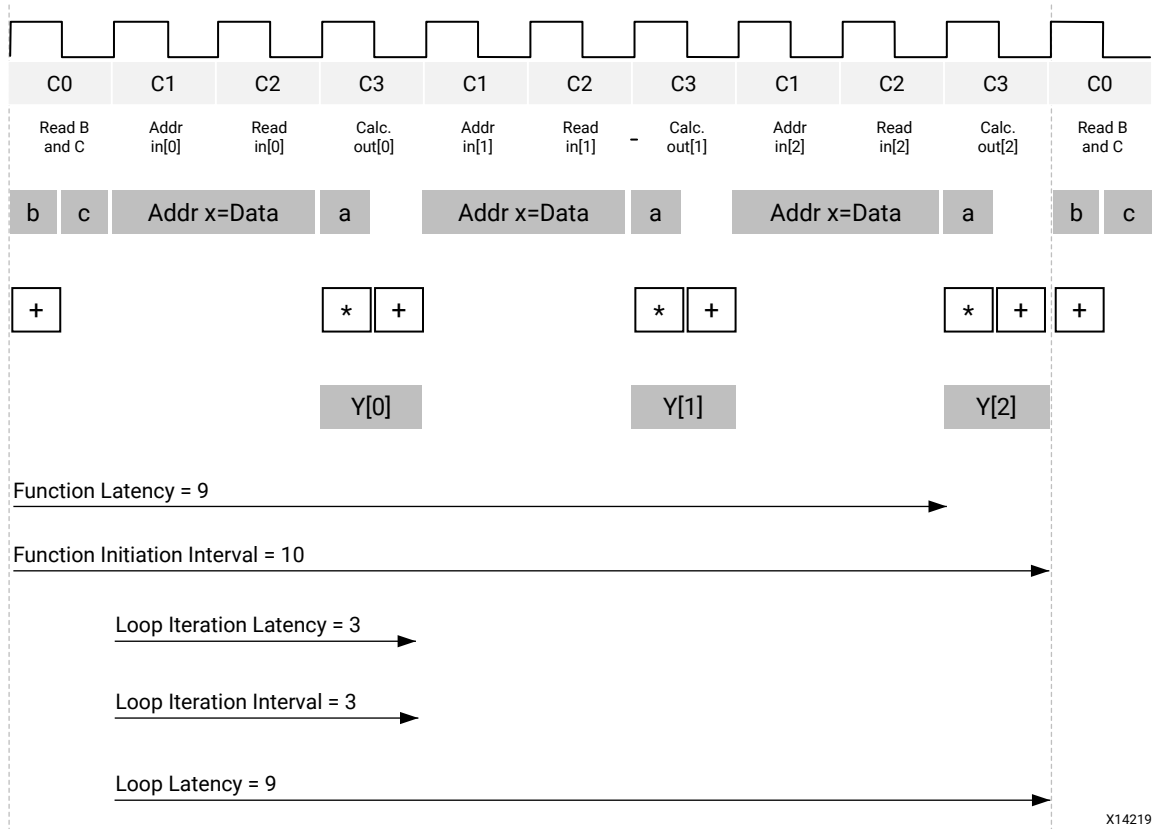 C0 C1 C2 C3 C1 C2 C3 C1 C2 C3 C0
Read B Addr Read Calc. Addr Read - Calc. Addr Read Calc. Read B
and C in[0] in[0] out[0] in[1] in[1] out[1] in[2] in[2] out[2] and C
b c Addr x=Data a Addr x=Data a Addr x=Data a b c
+ * + * + * + +
Y[0] Y[1] Y[2]
Function Latency = 9
Function Initiation Interval = 10
Loop Iteration Latency = 3
Loop Iteration Interval = 3
Loop Latency = 9
X14219